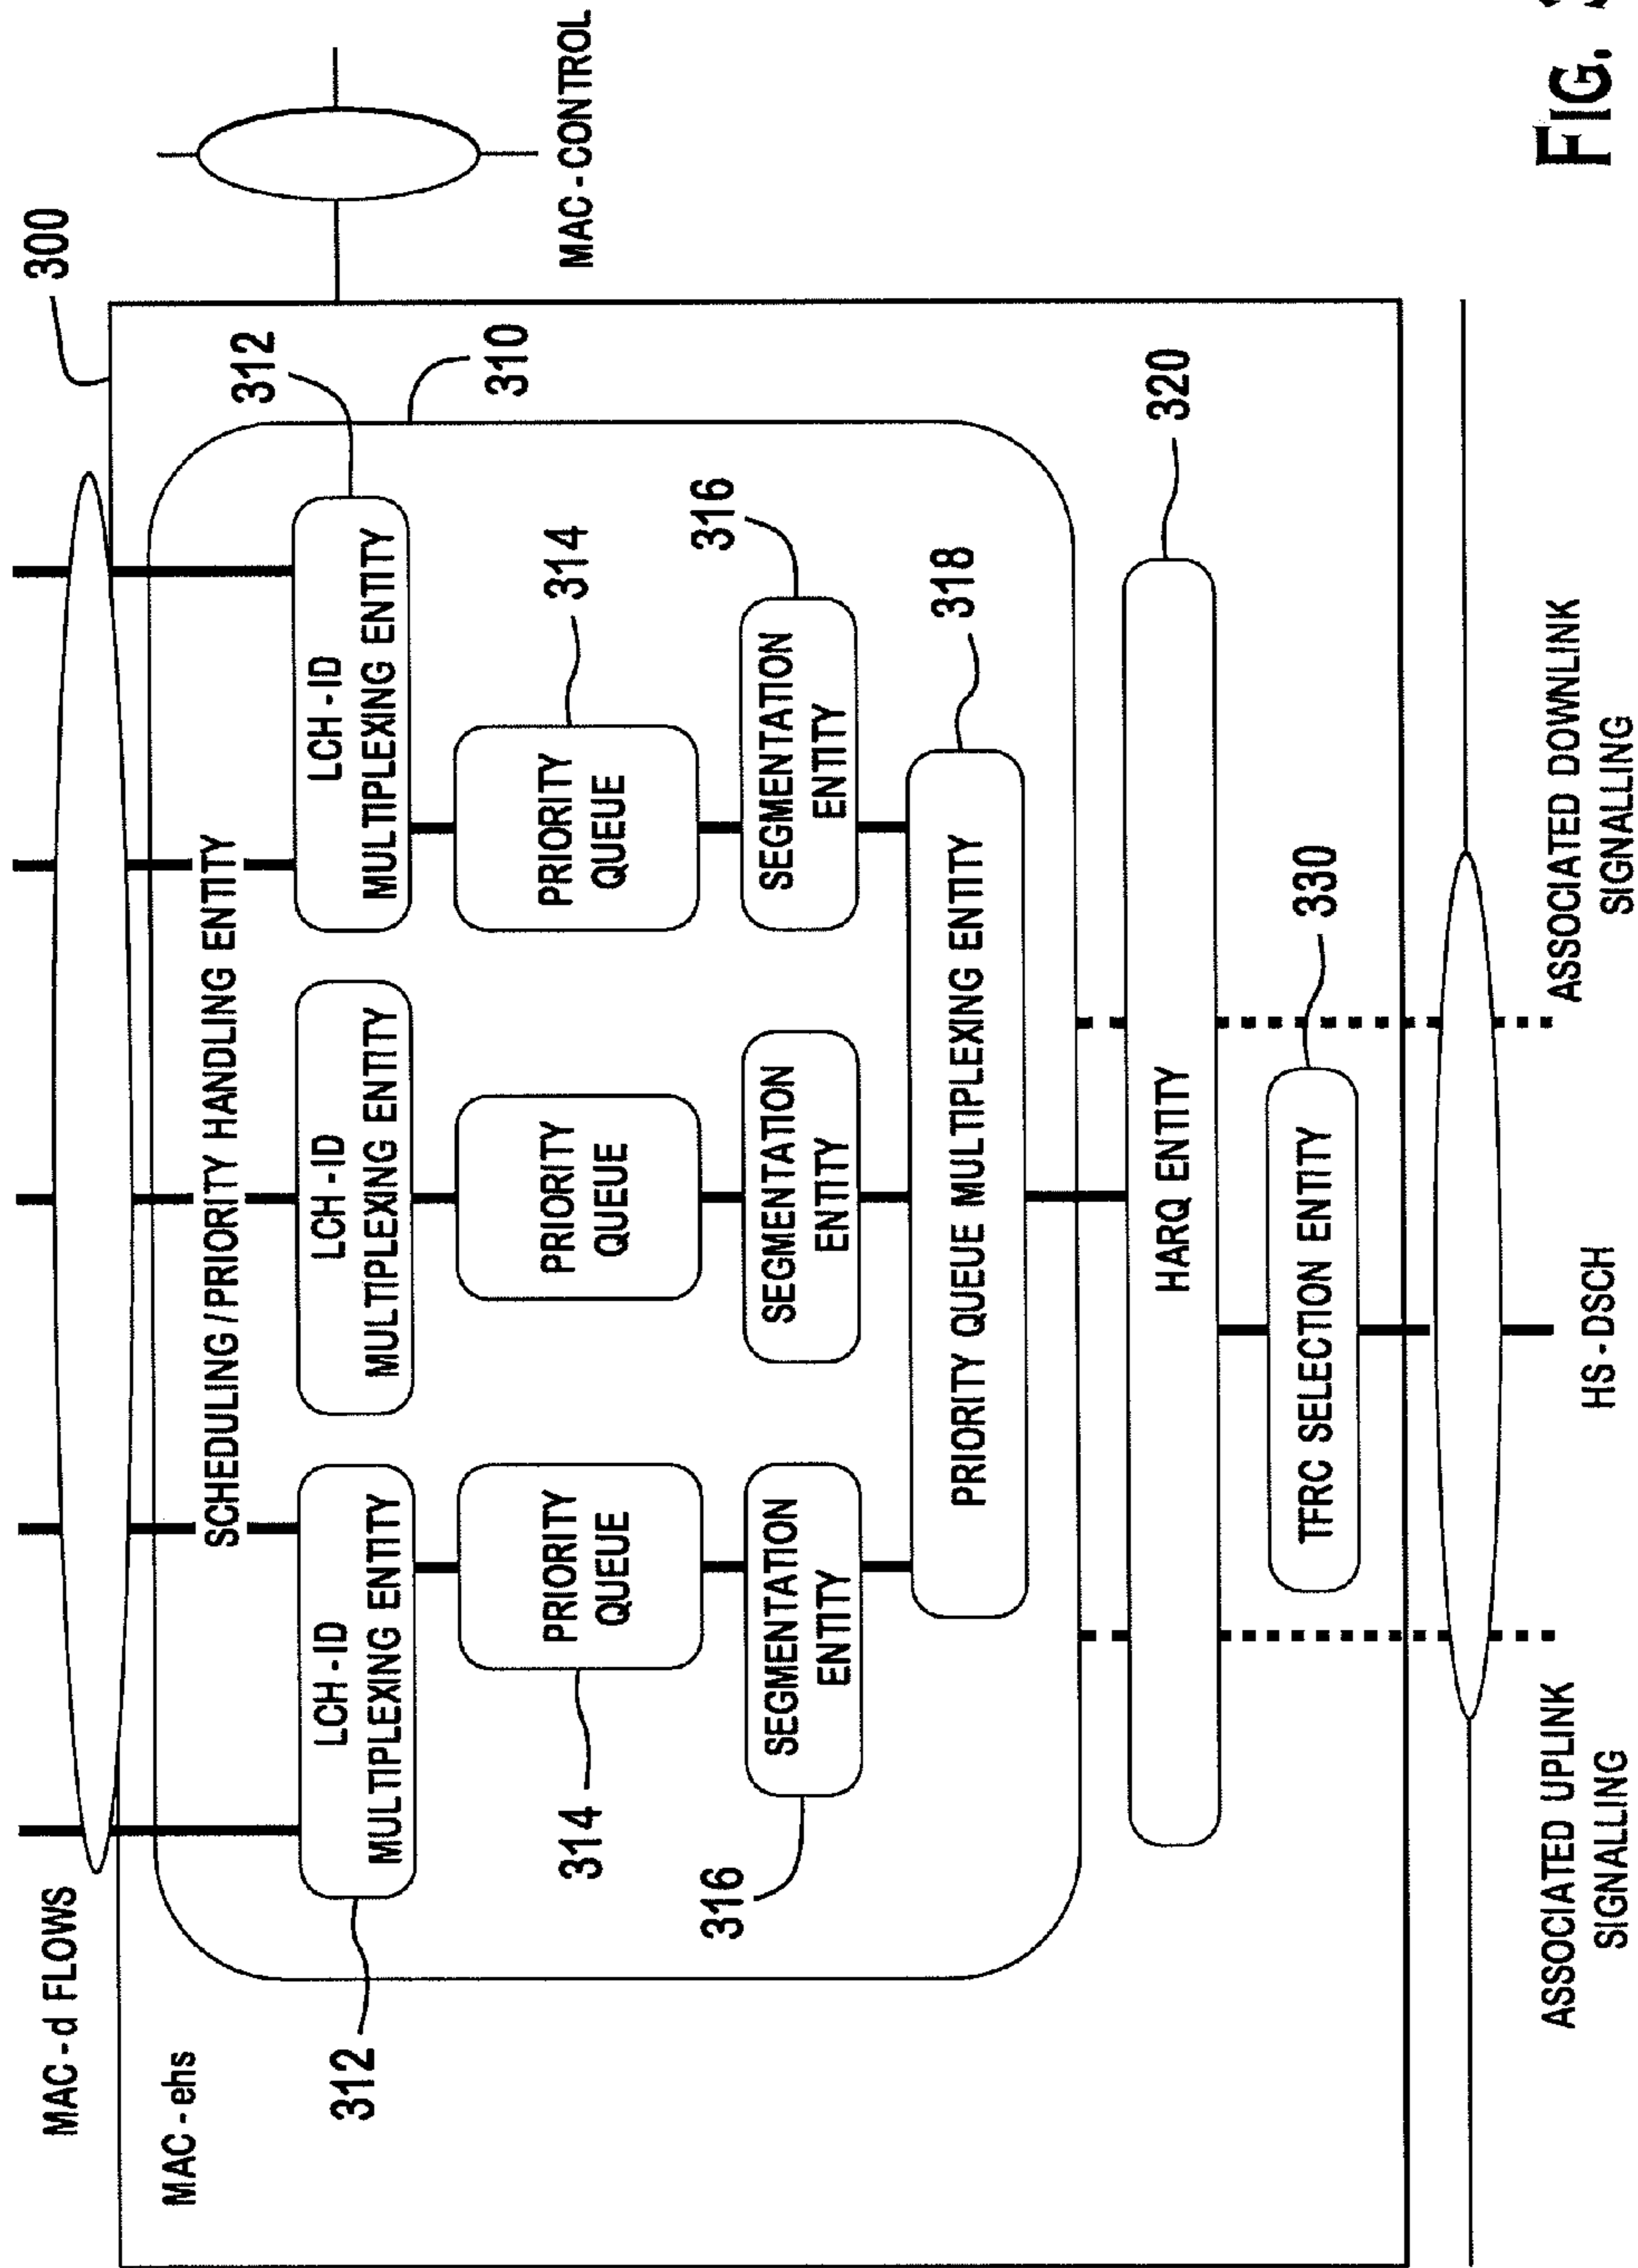 MAC-d FLOWS
300
MAC-ehs
MAC-CONTROL
SCHEDULING/PRIORITY HANDLING ENTITY
312
LCH-ID
MULTIPLEXING ENTITY
LCH-ID
MULTIPLEXING ENTITY
LCH-ID
MULTIPLEXING ENTITY
312
310
314
PRIORITY
QUEUE
PRIORITY
QUEUE
PRIORITY
QUEUE
314
316
SEGMENTATION
ENTITY
SEGMENTATION
ENTITY
SEGMENTATION
ENTITY
316
PRIORITY QUEUE MULTIPLEXING ENTITY
318
HARQ ENTITY
320
TFRC SELECTION ENTITY
330
ASSOCIATED UPLINK
SIGNALLING
HS-DSCH
ASSOCIATED DOWNLINK
SIGNALLING
FIG.